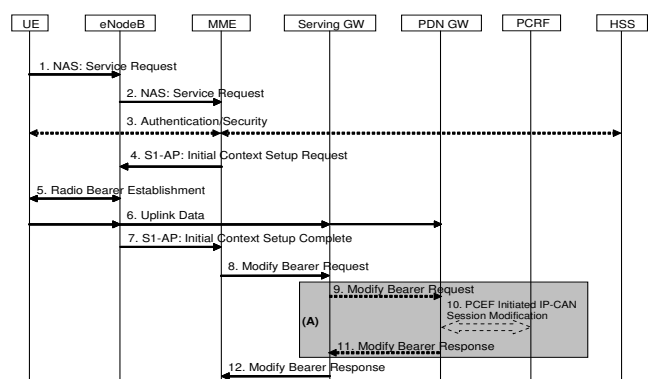 UE eNodeB MME Serving GW PDN GW PCRF HSS
1. NAS: Service Request
2. NAS: Service Request
3. Authentication/Security
4. S1-AP: Initial Context Setup Request
5. Radio Bearer Establishment
6. Uplink Data
7. S1-AP: Initial Context Setup Complete
8. Modify Bearer Request
9. Modify Bearer Request
10. PCEF Initiated IP-CAN
Session Modification
(A)
11. Modify Bearer Response
12. Modify Bearer Response